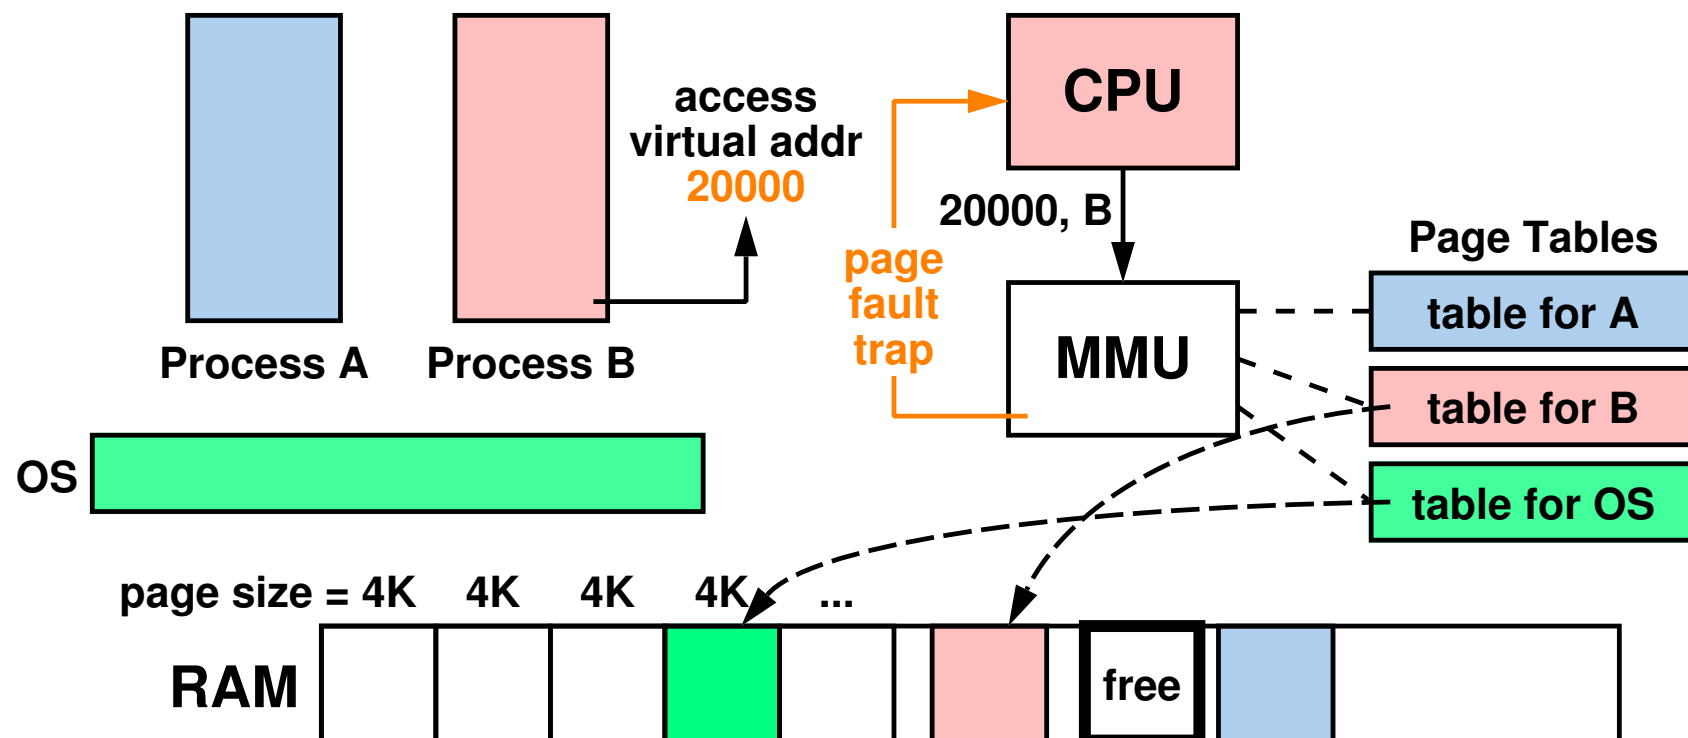 access
virtual addr
20000
CPU
20000, B
page
fault
trap
MMU
Page Tables
table for A
table for B
table for OS
Process A
Process B
OS
page size = 4K 4K 4K 4K ...
RAM
free